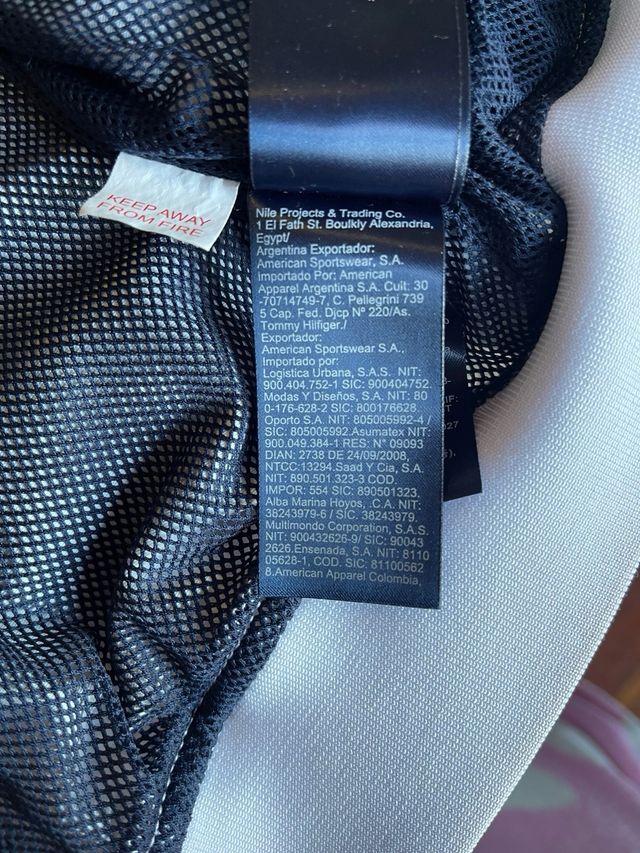 KEEP AWAY
FROM FIRE
Nile Projects & Trading Co.
1 El Fath St. Boulkly Alexandria,
Egypt/
Argentina Exportador:
American Sportswear, S.A.
Importado Por: American
Apparel Argentina S.A. Cuit: 30
-70714749-7, C. Pellegrini 739
5 Cap. Fed. Djcp Nº 220/As.
Tommy Hilfiger./
Exportador:
American Sportswear S.A.,
Importado por:
Logistica Urbana, S.A.S. NIT:
900.404.752-1 SIC: 900404752.
Modas Y Diseños, S.A. NIT: 80
0-176-628-2 SIC: 800176628.
Oporto S.A. NIT: 805005992-4 /
SIC: 805005992.Asumatex NIT:
900.049.384-1 RES: Nº 09093
DIAN: 2738 DE 24/09/2008,
NTCC:13294.Saad Y Cia, S.A.
NIT: 890.501.323-3 COD.
IMPOR: 554 SIC: 890501323,
Alba Marina Hoyos, .C.A. NIT:
38243979-6 / SIC: 38243979.
Multimondo Corporation, S.A.S.
NIT: 900432626-9/ SIC: 90043
2626.Ensenada, S.A. NIT: 8110
05628-1, COD. SIC: 81100562
8.American Apparel Colombia,